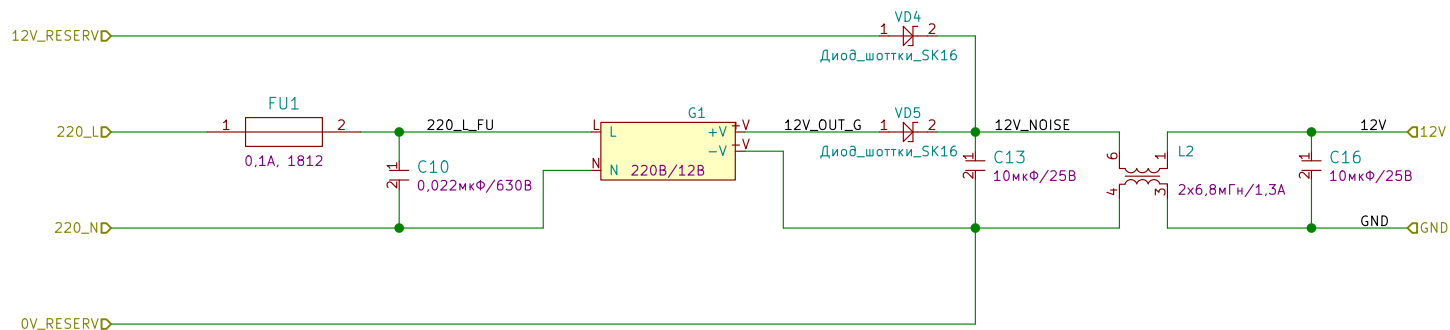 VD4
12V_RESERV
1 2
Диод_шоттки_SK16
FU1
G1
VD5
220_L
1 2
220_L_FU
L
L
+V
+V
12V_OUT_G
1 2
12V_NOISE
12V
12V
0,1А, 1812
C10
1
2
0,022мкФ/630В
N
N
-V
-V
220В/12В
Диод_шоттки_SK16
C13
1
2
10мкФ/25В
6
1
4
3
L2
2х6,8мГн/1,3А
C16
1
2
10мкФ/25В
220_N
GND
GND
0V_RESERV